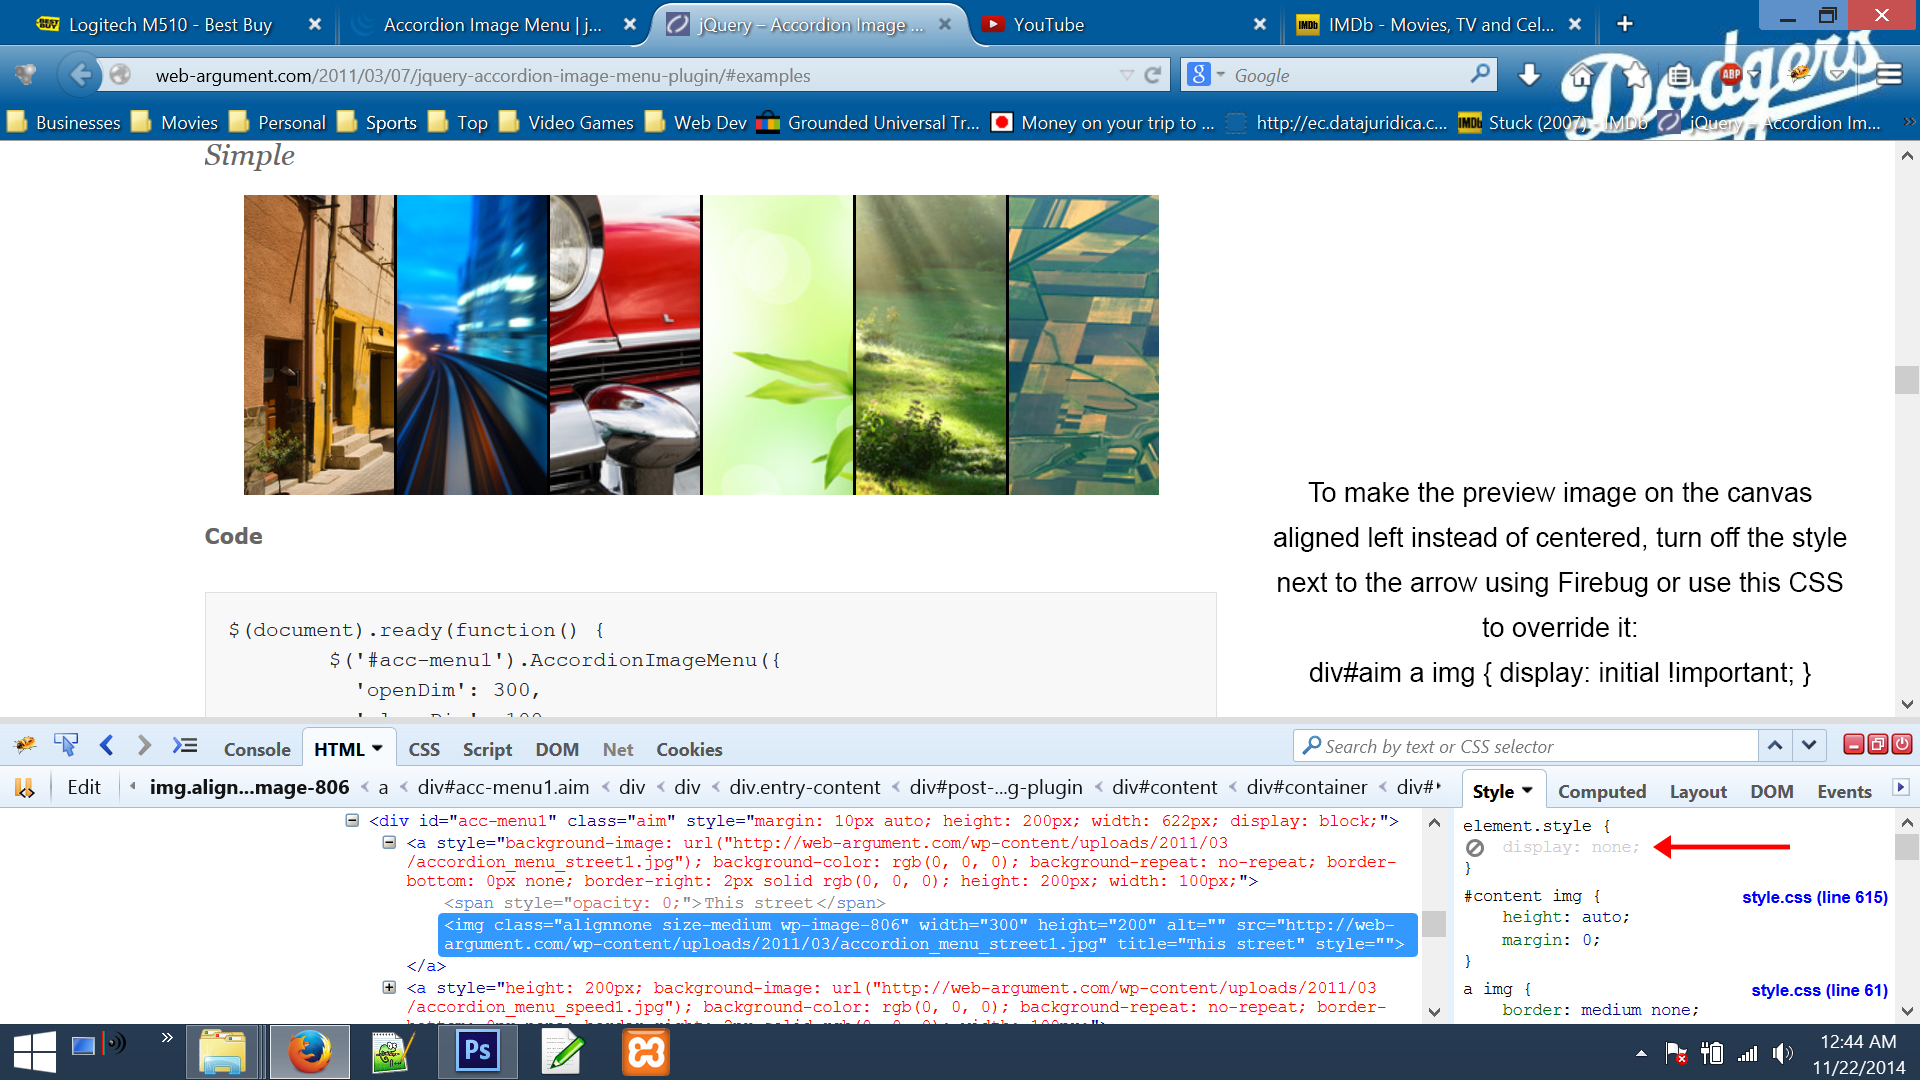 Logitech M510 - Best Buy
Accordion Image Menu | j...
jQuery – Accordion Image ...
YouTube
IMDb - Movies, TV and Cel...
web-argument.com/2011/03/07/jquery-accordion-image-menu-plugin/#examples
Google
ABP
Dodgers
Businesses
Movies
Personal
Sports
Top
Video Games
Web Dev
Grounded Universal Tr...
Money on your trip to ...
http://ec.datajuridica.c...
Stuck (2007) - IMDb
jQuery – Accordion Im...
Simple
Code
$(document).ready(function() {
$('#acc-menu1').AccordionImageMenu({
'openDim': 300,
To make the preview image on the canvas
aligned left instead of centered, turn off the style
next to the arrow using Firebug or use this CSS
to override it:
div#aim a img { display: initial !important; }
Console
HTML
CSS
Script
DOM
Net
Cookies
Search by text or CSS selector
Edit
img.align...mage-806 < a < div#acc-menu1.aim < div < div < div.entry-content < div#post-...g-plugin < div#content < div#container < div#
Style
Computed
Layout
DOM
Events
<div id="acc-menu1" class="aim" style="margin: 10px auto; height: 200px; width: 622px; display: block;">
<a style="background-image: url("http://web-argument.com/wp-content/uploads/2011/03
/accordion_menu_street1.jpg"); background-color: rgb(0, 0, 0); background-repeat: no-repeat; border-
bottom: 0px none; border-right: 2px solid rgb(0, 0, 0); height: 200px; width: 100px;">
<span style="opacity: 0;">This street</span>
<img class="alignnone size-medium wp-image-806" width="300" height="200" alt="" src="http://web-
argument.com/wp-content/uploads/2011/03/accordion_menu_street1.jpg" title="This street" style="">
</a>
<a style="height: 200px; background-image: url("http://web-argument.com/wp-content/uploads/2011/03
/accordion_menu_speed1.jpg"); background-color: rgb(0, 0, 0); background-repeat: no-repeat; border-
bottom: 0px none; border-right: 2px solid rgb(0, 0, 0); width: 100px;">
element.style {
display: none;
}
#content img {
style.css (line 615)
height: auto;
margin: 0;
}
a img {
style.css (line 61)
border: medium none;
Ps
12:44 AM
11/22/2014